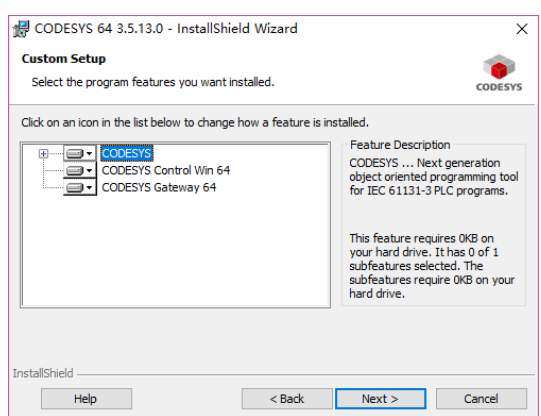 CODESYS 64 3.5.13.0 - InstallShield Wizard
Custom Setup
Select the program features you want installed.
CODESYS
Click on an icon in the list below to change how a feature is installed.
CODESYS
CODESYS Control Win 64
CODESYS Gateway 64
Feature Description
CODESYS ... Next generation
object oriented programming tool
for IEC 61131-3 PLC programs.
This feature requires 0KB on
your hard drive. It has 0 of 1
subfeatures selected. The
subfeatures require 0KB on your
hard drive.
InstallShield
Help
< Back
Next >
Cancel